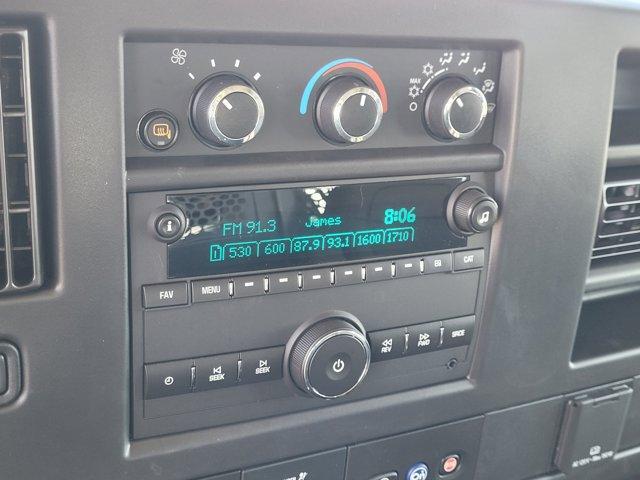 MAX
FM 91.3 James 8:06
1 530 600 87.9 93.1 1600 1710
FAV MENU EQ CAT
SEEK SEEK REV FWD SRCE